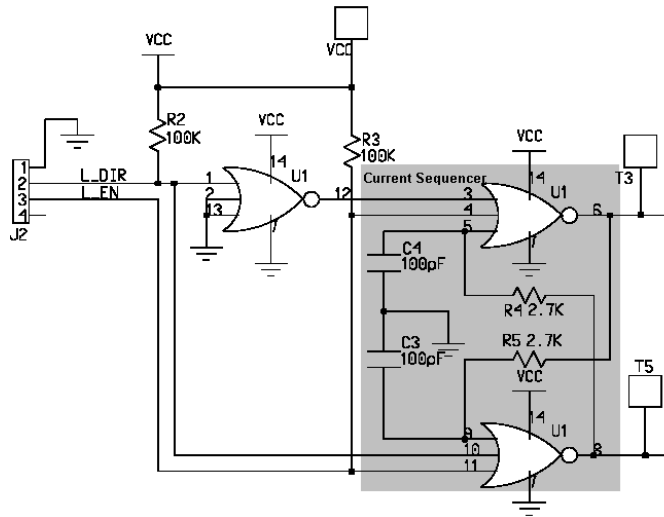 VCC
VCC
R2
100K
R3
100K
VCC
14
U1
1
2
13
12
7
1
2
3
4
J2
L_DIR
L_EN
Current Sequencer
VCC
14
U1
3
4
5
6
7
T3
C4
100pF
R4 2.7K
R5 2.7K
C3
100pF
VCC
14
U1
9
10
11
8
7
T5